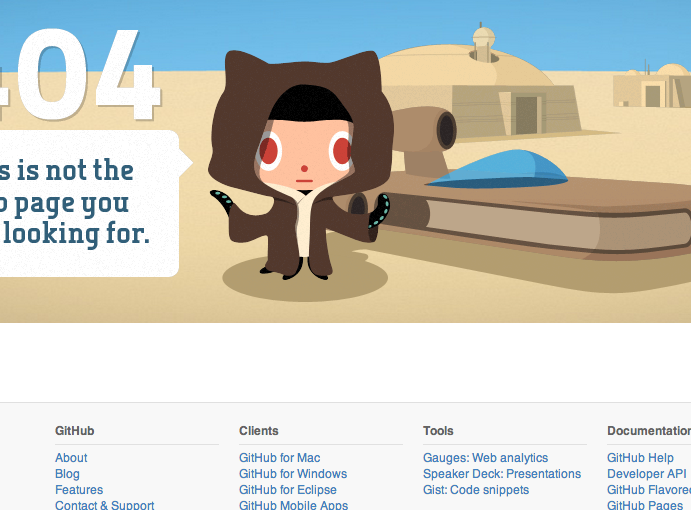 404
s is not the
o page you
looking for.
GitHub
Clients
Tools
Documentation
About
GitHub for Mac
Gauges: Web analytics
GitHub Help
Blog
GitHub for Windows
Speaker Deck: Presentations
Developer API
Features
GitHub for Eclipse
Gist: Code snippets
GitHub Flavore
Contact & Support
GitHub Mobile Apps
GitHub Pages